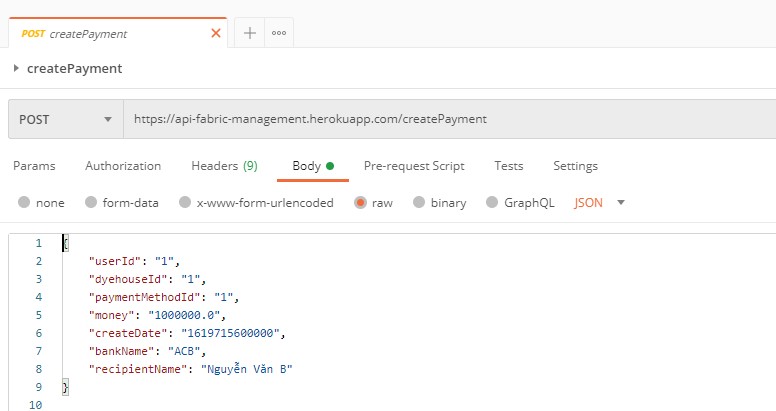 POST createPayment
createPayment
POST https://api-fabric-management.herokuapp.com/createPayment
Params Authorization Headers (9) Body Pre-request Script Tests Settings
none form-data x-www-form-urlencoded raw binary GraphQL JSON
1 {
2 "userId": "1",
3 "dyehouseId": "1",
4 "paymentMethodId": "1",
5 "money": "1000000.0",
6 "createDate": "1619715600000",
7 "bankName": "ACB",
8 "recipientName": "Nguyễn Văn B"
9 }
10